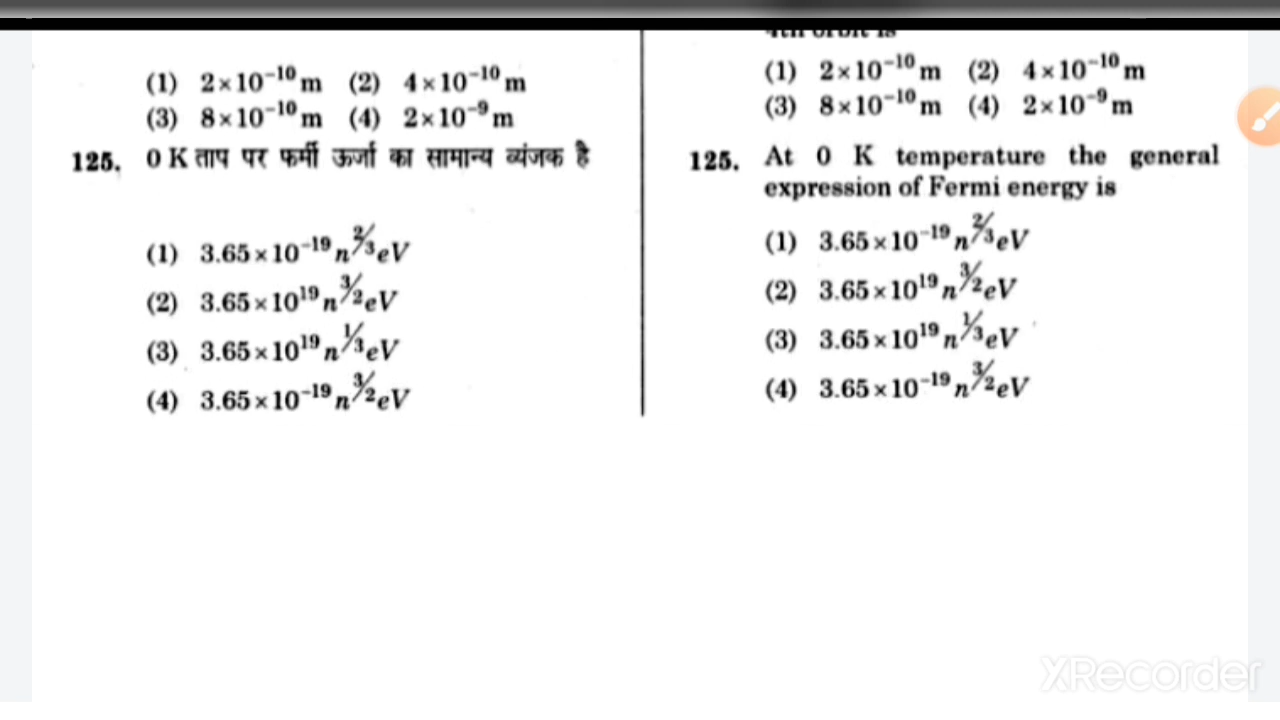 (1) 2×10⁻¹⁰ m (2) 4×10⁻¹⁰ m
(3) 8×10⁻¹⁰ m (4) 2×10⁻⁹ m
125. 0 K ताप पर फर्मी ऊर्जा का सामान्य व्यंजक है
(1) 3.65×10⁻¹⁹ n^2/3 eV
(2) 3.65×10¹⁹ n^3/2 eV
(3) 3.65×10¹⁹ n^1/3 eV
(4) 3.65×10⁻¹⁹ n^3/2 eV
4th orbit is
(1) 2×10⁻¹⁰ m (2) 4×10⁻¹⁰ m
(3) 8×10⁻¹⁰ m (4) 2×10⁻⁹ m
125. At 0 K temperature the general
expression of Fermi energy is
(1) 3.65×10⁻¹⁹ n^2/3 eV
(2) 3.65×10¹⁹ n^3/2 eV
(3) 3.65×10¹⁹ n^1/3 eV
(4) 3.65×10⁻¹⁹ n^3/2 eV
XRecorder